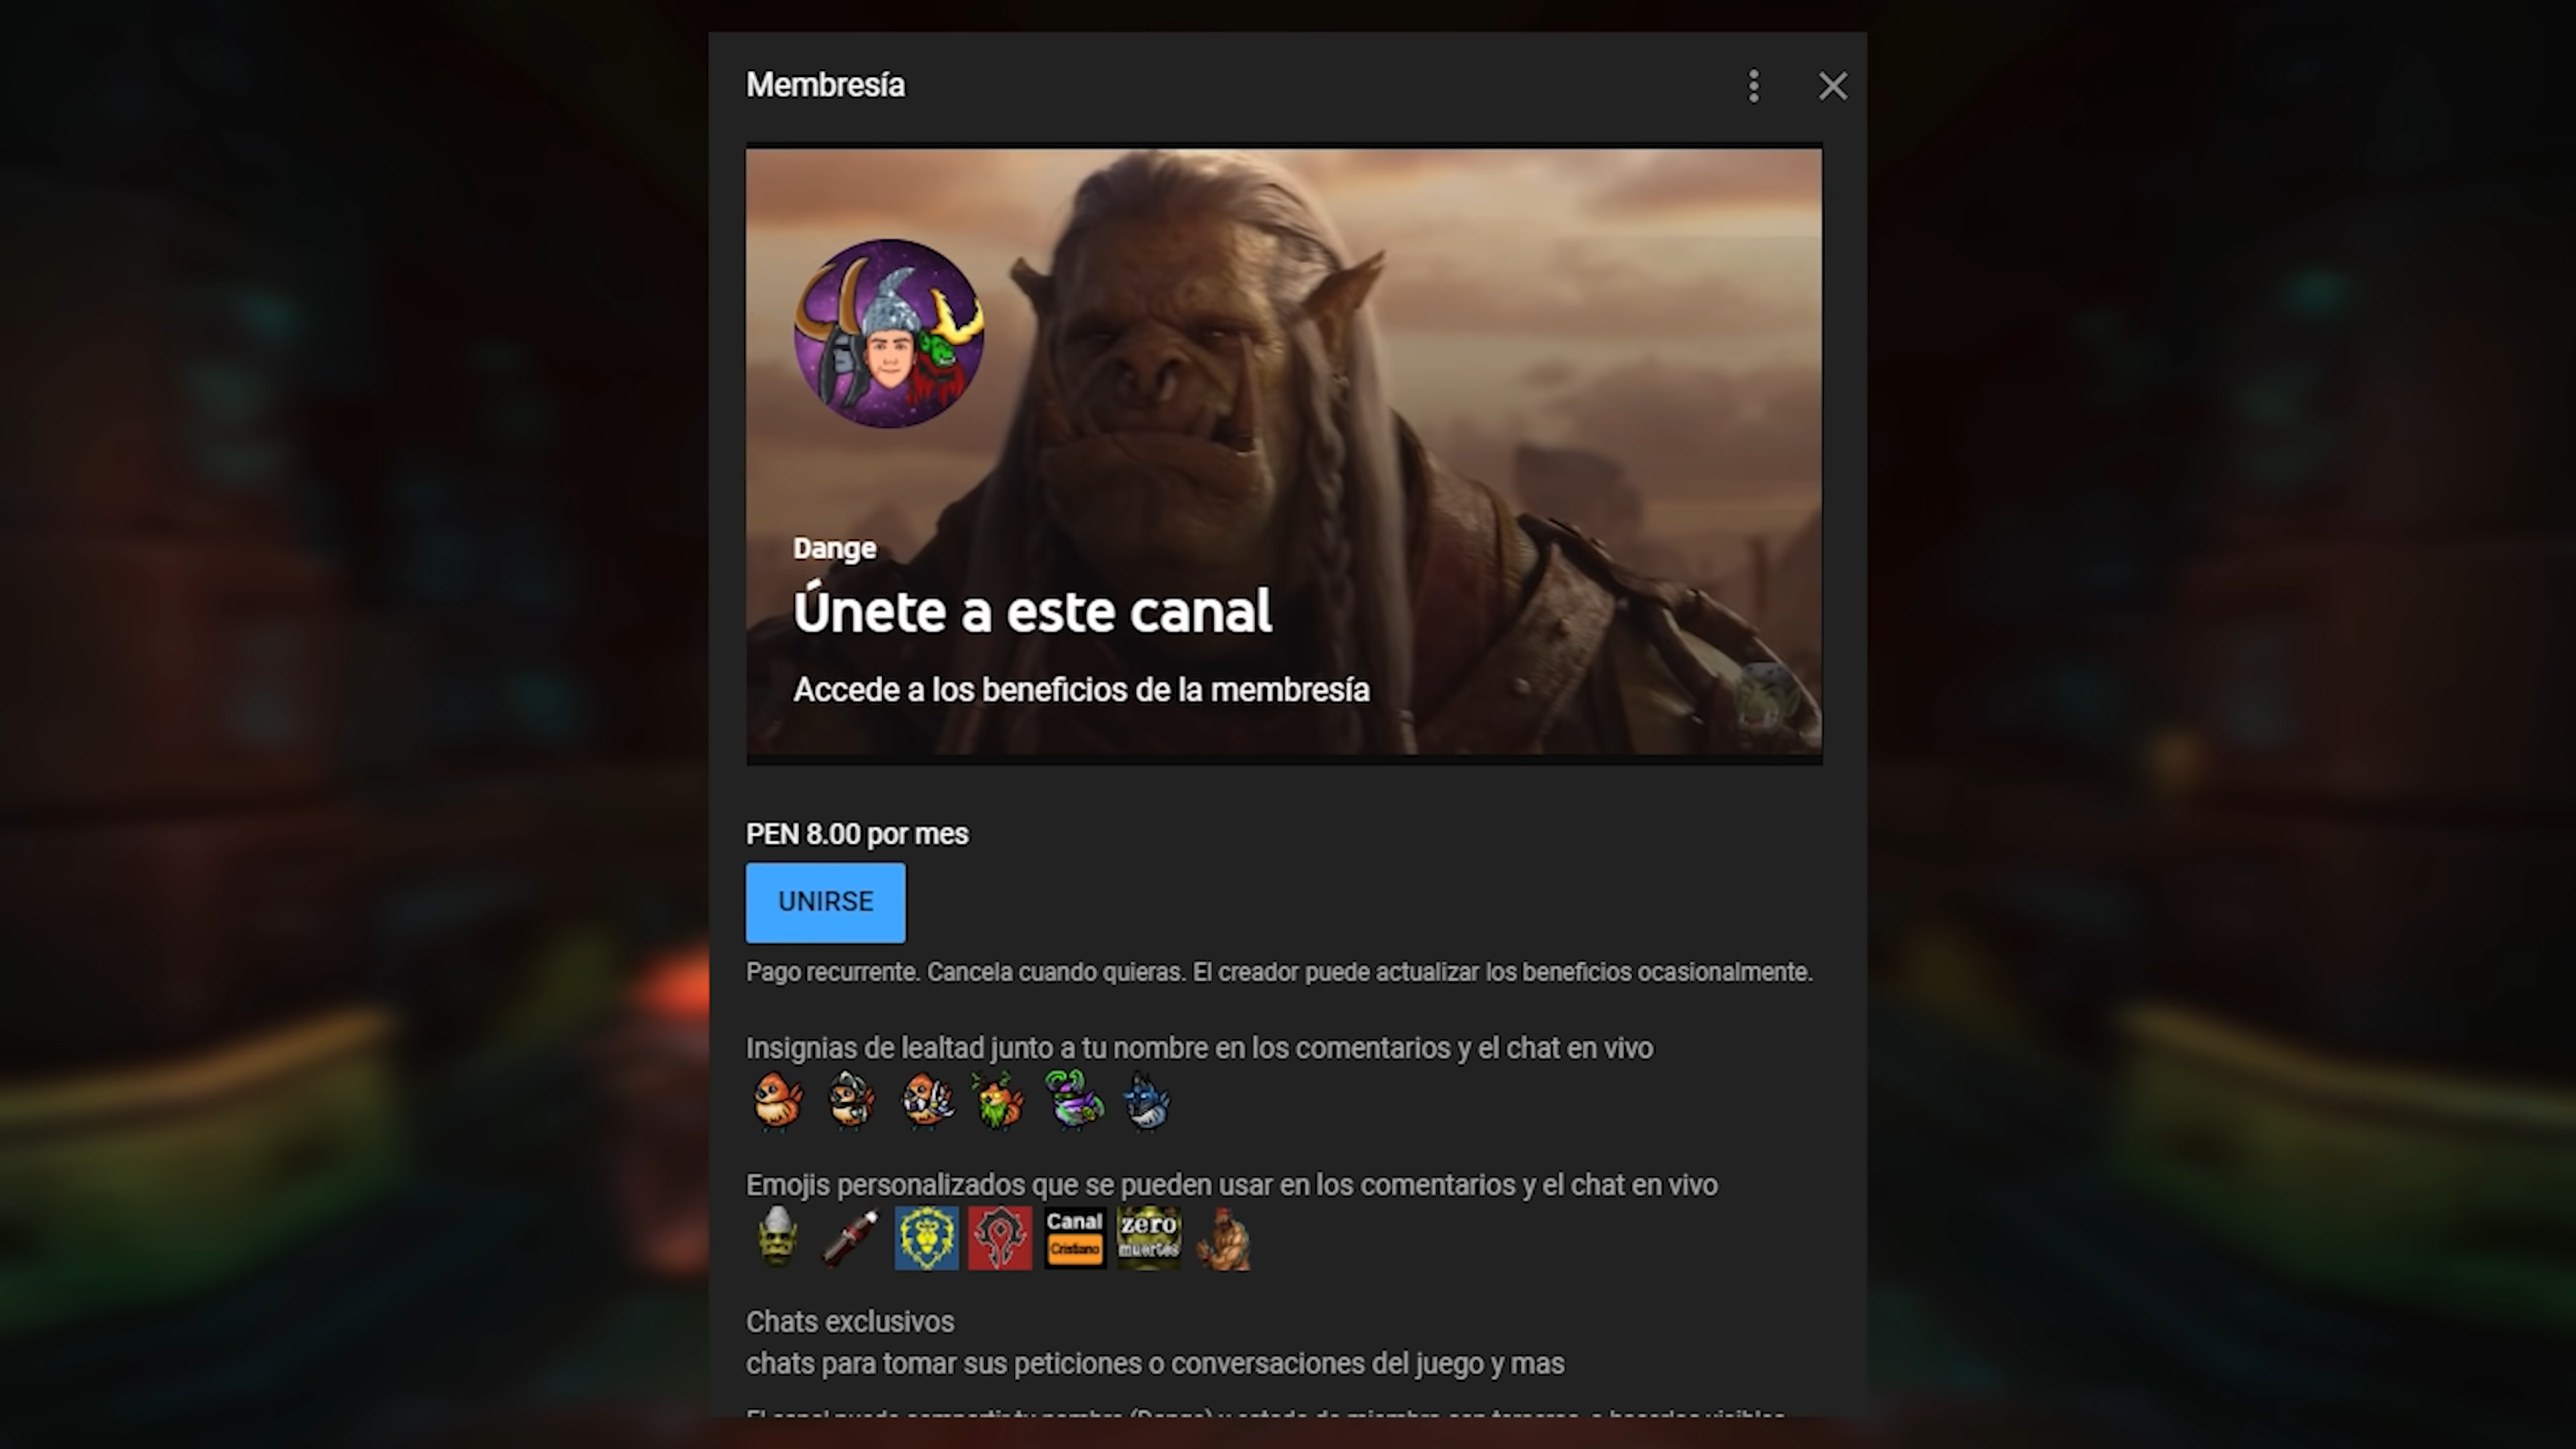 Membresía
Dange
Únete a este canal
Accede a los beneficios de la membresía
PEN 8.00 por mes
UNIRSE
Pago recurrente. Cancela cuando quieras. El creador puede actualizar los beneficios ocasionalmente.
Insignias de lealtad junto a tu nombre en los comentarios y el chat en vivo
Emojis personalizados que se pueden usar en los comentarios y el chat en vivo
Canal
Cristiano
zero
muertes
Chats exclusivos
chats para tomar sus peticiones o conversaciones del juego y mas